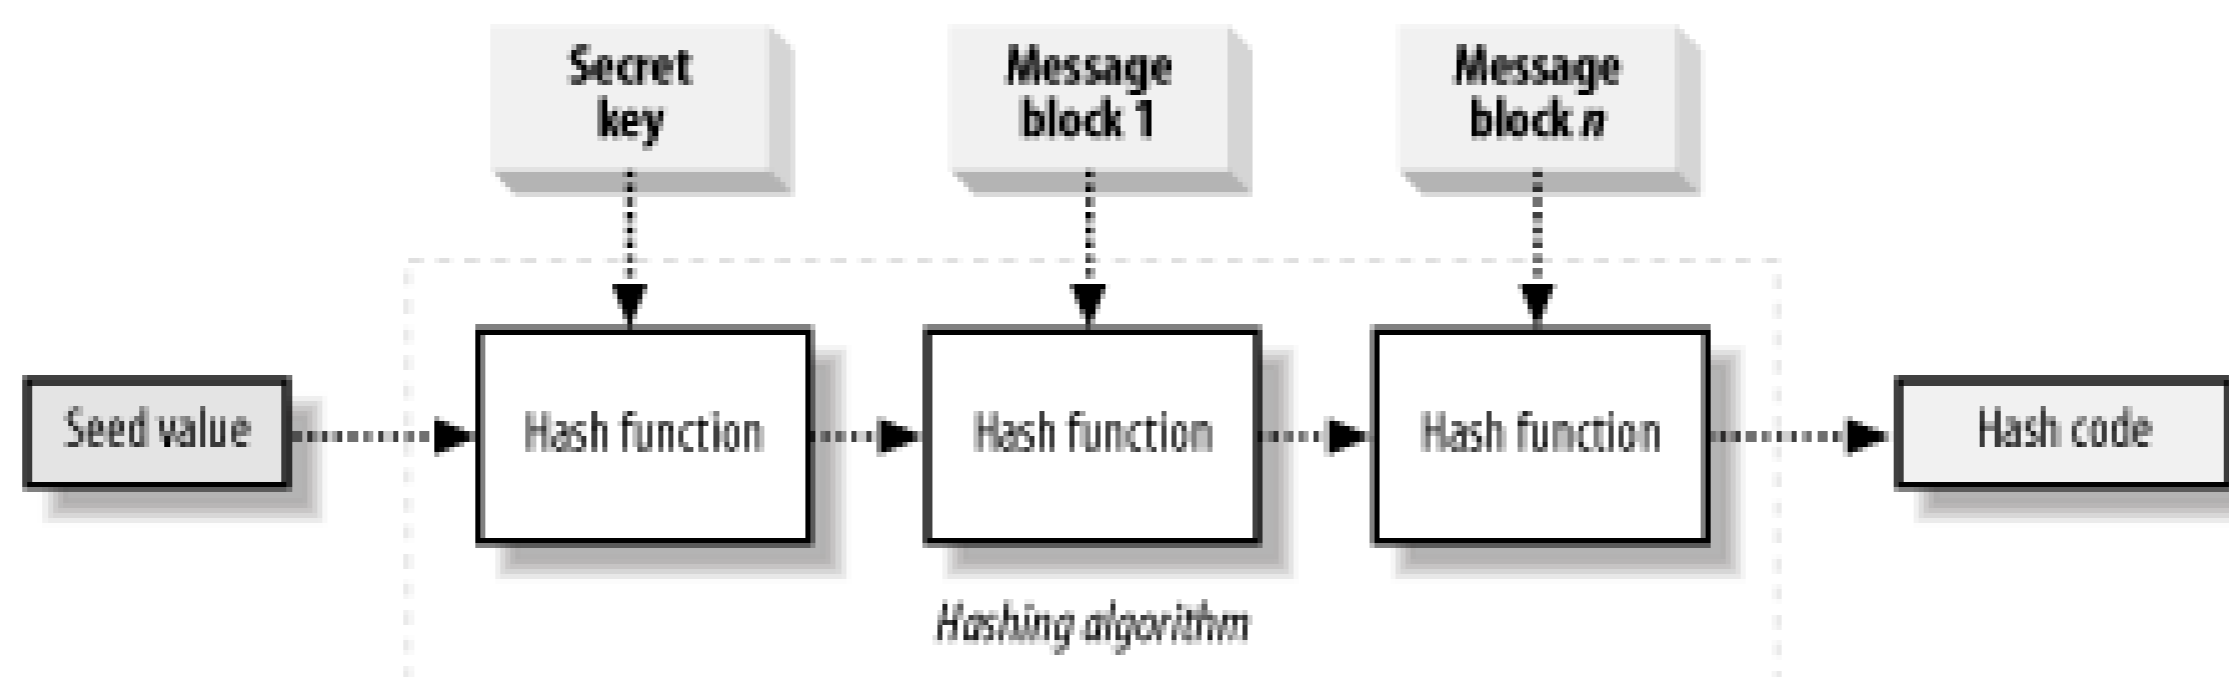 Secret
key
Message
block 1
Message
block n
Seed value
Hash function
Hash function
Hash function
Hash code
Hashing algorithm